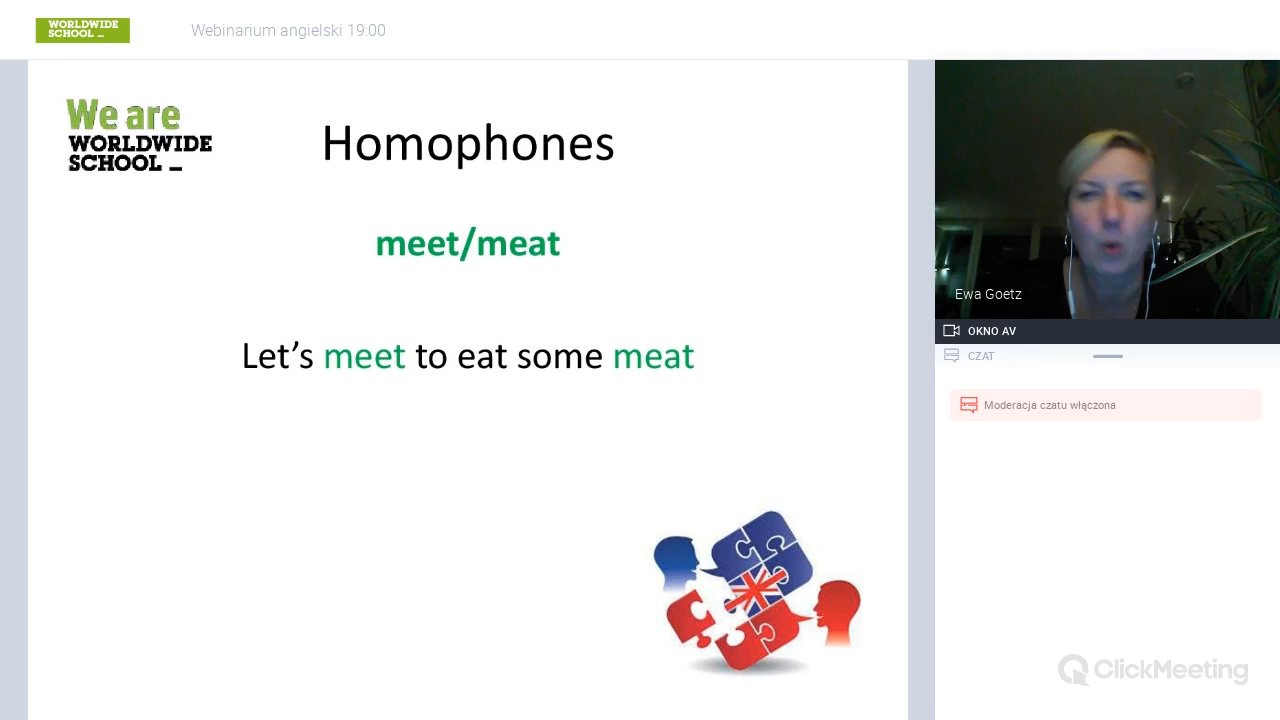 WORLDWIDE
SCHOOL _
Webinarium angielski 19:00
We are
WORLDWIDE
SCHOOL _
Homophones
meet/meat
Let's meet to eat some meat
Ewa Goetz
OKNO AV
CZAT
Moderacja czatu włączona
ClickMeeting